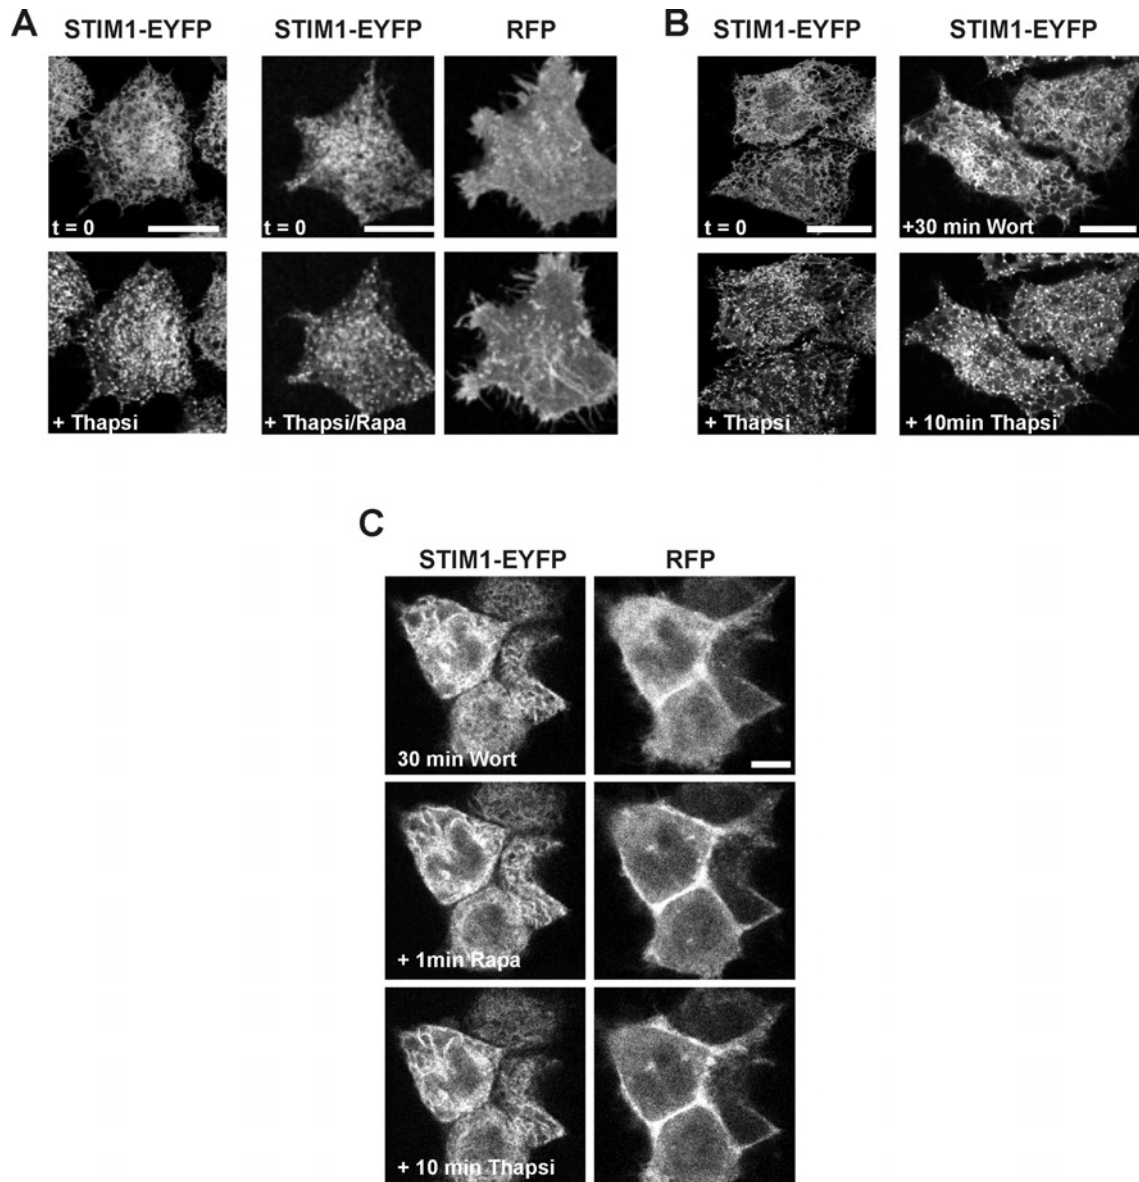 A
STIM1-EYFP
STIM1-EYFP
RFP
t = 0
t = 0
+ Thapsi
+ Thapsi/Rapa
B
STIM1-EYFP
STIM1-EYFP
t = 0
+30 min Wort
+ Thapsi
+ 10min Thapsi
C
STIM1-EYFP
RFP
30 min Wort
+ 1min Rapa
+ 10 min Thapsi